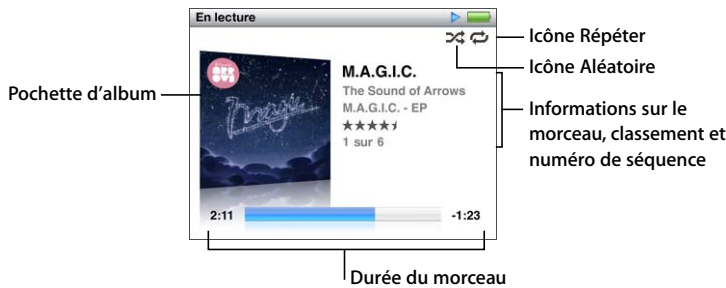 En lecture
Icône Répéter
Icône Aléatoire
Pochette d'album
M.A.G.I.C.
The Sound of Arrows
M.A.G.I.C. - EP
1 sur 6
Informations sur le
morceau, classement et
numéro de séquence
magic
2:11
-1:23
Durée du morceau